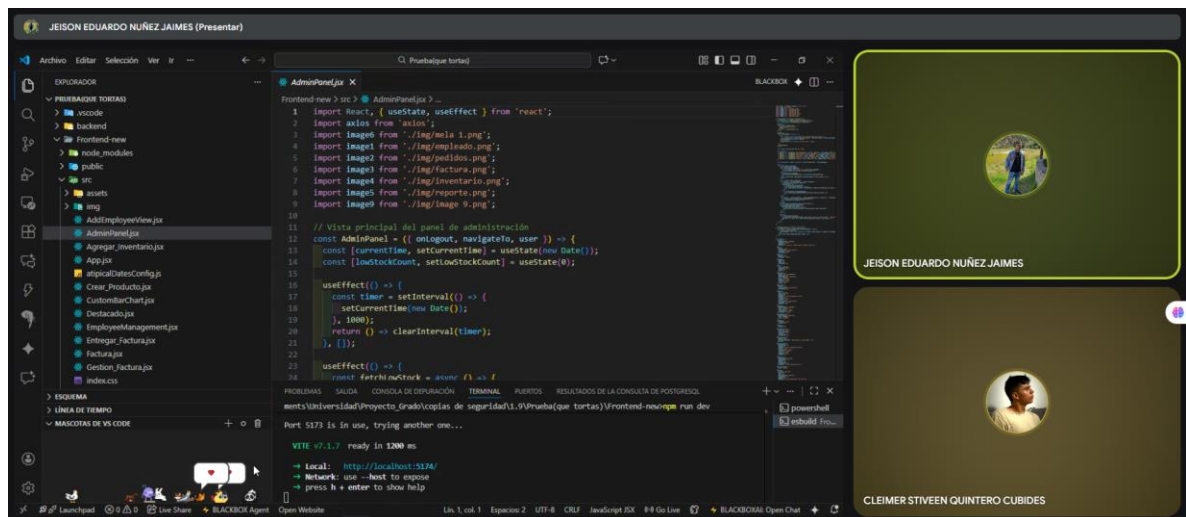 JEISON EDUARDO NUÑEZ JAIMES (Presentar)
Archivo Editar Selección Ver Ir ···
Prueba(que tortas)
EXPLORADOR
PRUEBA(QUE TORTAS)
.vscode
backend
Frontend-new
node_modules
public
src
assets
img
AddEmployeeView.jsx
AdminPanel.jsx
Agregar_Inventario.jsx
App.jsx
atipicalDatesConfig.js
Crear_Producto.jsx
CustomBarChart.jsx
Destacado.jsx
EmployeeManagement.jsx
Entregar_Factura.jsx
Factura.jsx
Gestion_Factura.jsx
index.css
ESQUEMA
LÍNEA DE TIEMPO
MASCOTAS DE VS CODE
AdminPanel.jsx
BLACKBOX
Frontend-new > src > AdminPanel.jsx > ...
1 import React, { useState, useEffect } from 'react';
2 import axios from 'axios';
3 import image6 from './img/mela 1.png';
4 import image1 from './img/empleado.png';
5 import image2 from './img/pedidos.png';
6 import image3 from './img/factura.png';
7 import image4 from './img/inventario.png';
8 import image5 from './img/reporte.png';
9 import image9 from './img/image 9.png';
10
11 // Vista principal del panel de administración
12 const AdminPanel = ({ onLogout, navigateTo, user }) => {
13 const [currentTime, setCurrentTime] = useState(new Date());
14 const [lowStockCount, setLowStockCount] = useState(0);
15
16 useEffect(() => {
17 const timer = setInterval(() => {
18 setCurrentTime(new Date());
19 }, 1000);
20 return () => clearInterval(timer);
21 }, []);
22
23 useEffect(() => {
24 const fetchLowStock = async () => {
PROBLEMAS SALIDA CONSOLA DE DEPURACIÓN TERMINAL PUERTOS RESULTADOS DE LA CONSULTA DE POSTGRESQL
ments\Universidad\Proyecto_Grado\copias de seguridad\1.9\Prueba(que tortas)\Frontend-new>npm run dev
Port 5173 is in use, trying another one...
VITE v7.1.7 ready in 1200 ms
→ Local: http://localhost:5174/
→ Network: use --host to expose
→ press h + enter to show help
powershell
esbuild Fro...
Launchpad 0 0 Live Share BLACKBOX Agent Open Website Lín. 1, col. 1 Espacios: 2 UTF-8 CRLF JavaScript JSX Go Live BLACKBOXAI: Open Chat
JEISON EDUARDO NUÑEZ JAIMES
CLEIMER STIVEEN QUINTERO CUBIDES